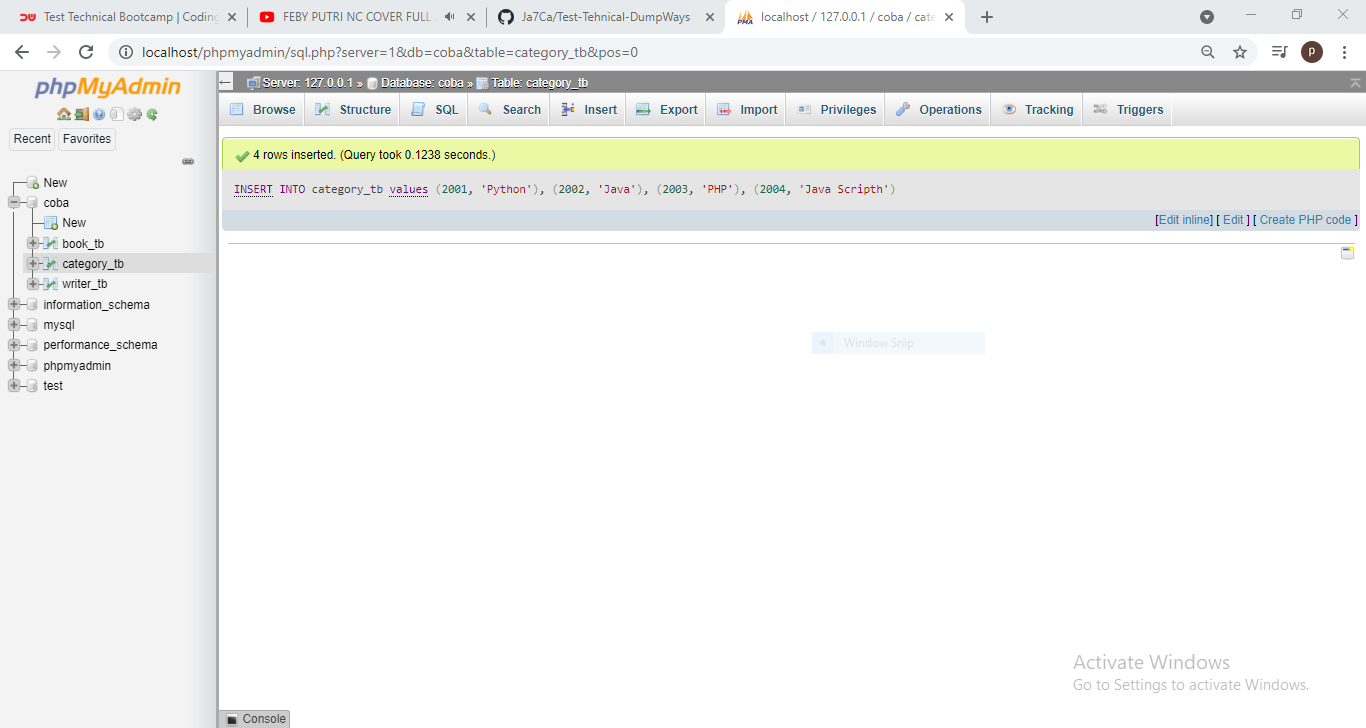 Test Technical Bootcamp | Coding
FEBY PUTRI NC COVER FULL
Ja7Ca/Test-Tehnical-DumpWays
localhost / 127.0.0.1 / coba / cate
localhost/phpmyadmin/sql.php?server=1&db=coba&table=category_tb&pos=0
P
phpMyAdmin
Recent
Favorites
New
coba
New
book_tb
category_tb
writer_tb
information_schema
mysql
performance_schema
phpmyadmin
test
Server: 127.0.0.1 » Database: coba » Table: category_tb
Browse
Structure
SQL
Search
Insert
Export
Import
Privileges
Operations
Tracking
Triggers
4 rows inserted. (Query took 0.1238 seconds.)
INSERT INTO category_tb values (2001, 'Python'), (2002, 'Java'), (2003, 'PHP'), (2004, 'Java Scripth')
[Edit inline] [ Edit ] [ Create PHP code ]
Window Snip
Activate Windows
Go to Settings to activate Windows.
Console